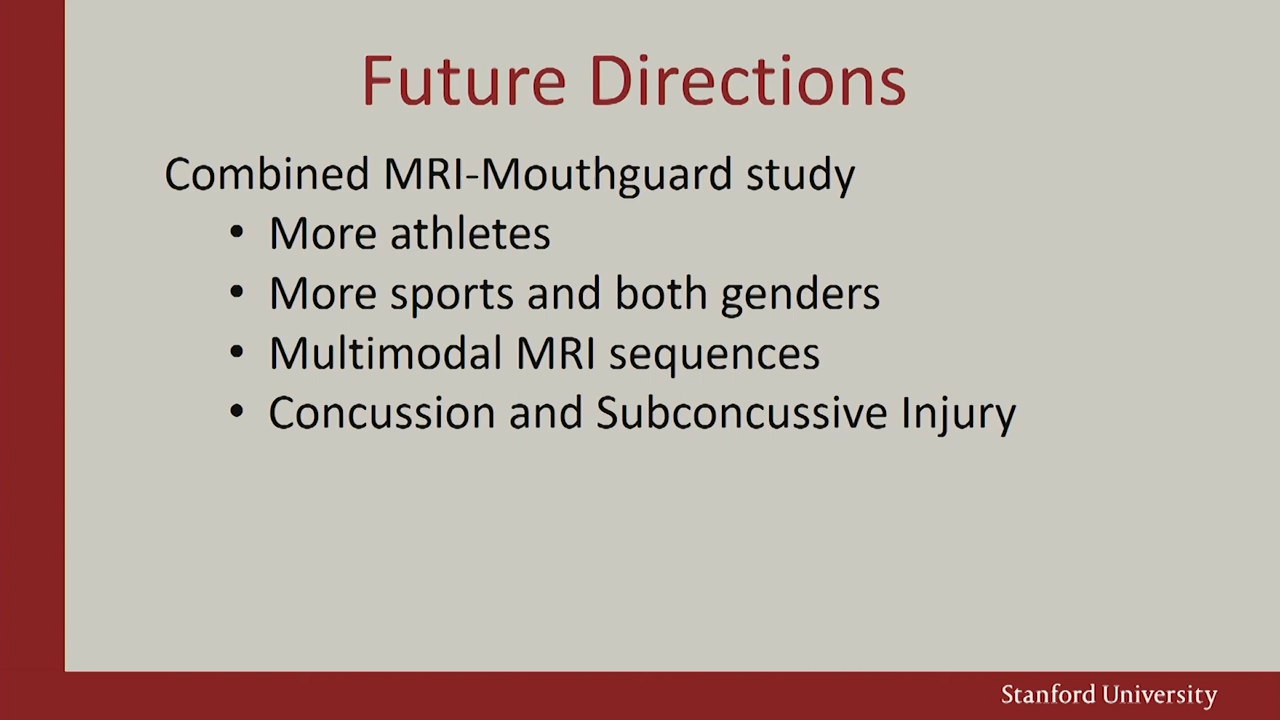 Future Directions
Combined MRI-Mouthguard study
• More athletes
• More sports and both genders
• Multimodal MRI sequences
• Concussion and Subconcussive Injury
Stanford University